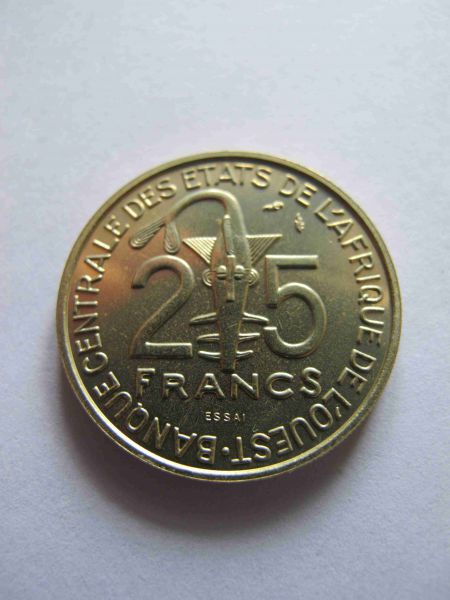 BANQUE CENTRALE DES ETATS DE L'AFRIQUE DE L'OUEST ·
25
FRANCS
ESSAI